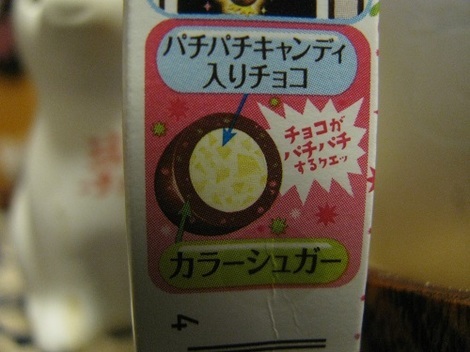 パチパチキャンディ
入りチョコ
チョコが
パチパチ
するクエッ
カラーシュガー
4